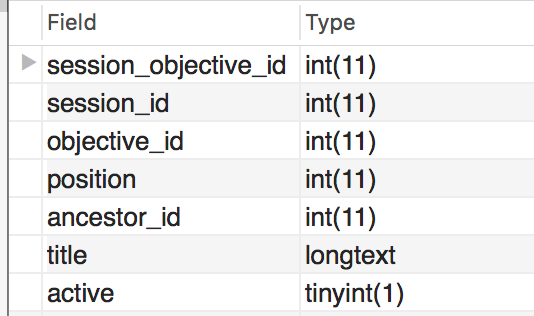 Field Type
session_objective_id int(11)
session_id int(11)
objective_id int(11)
position int(11)
ancestor_id int(11)
title longtext
active tinyint(1)